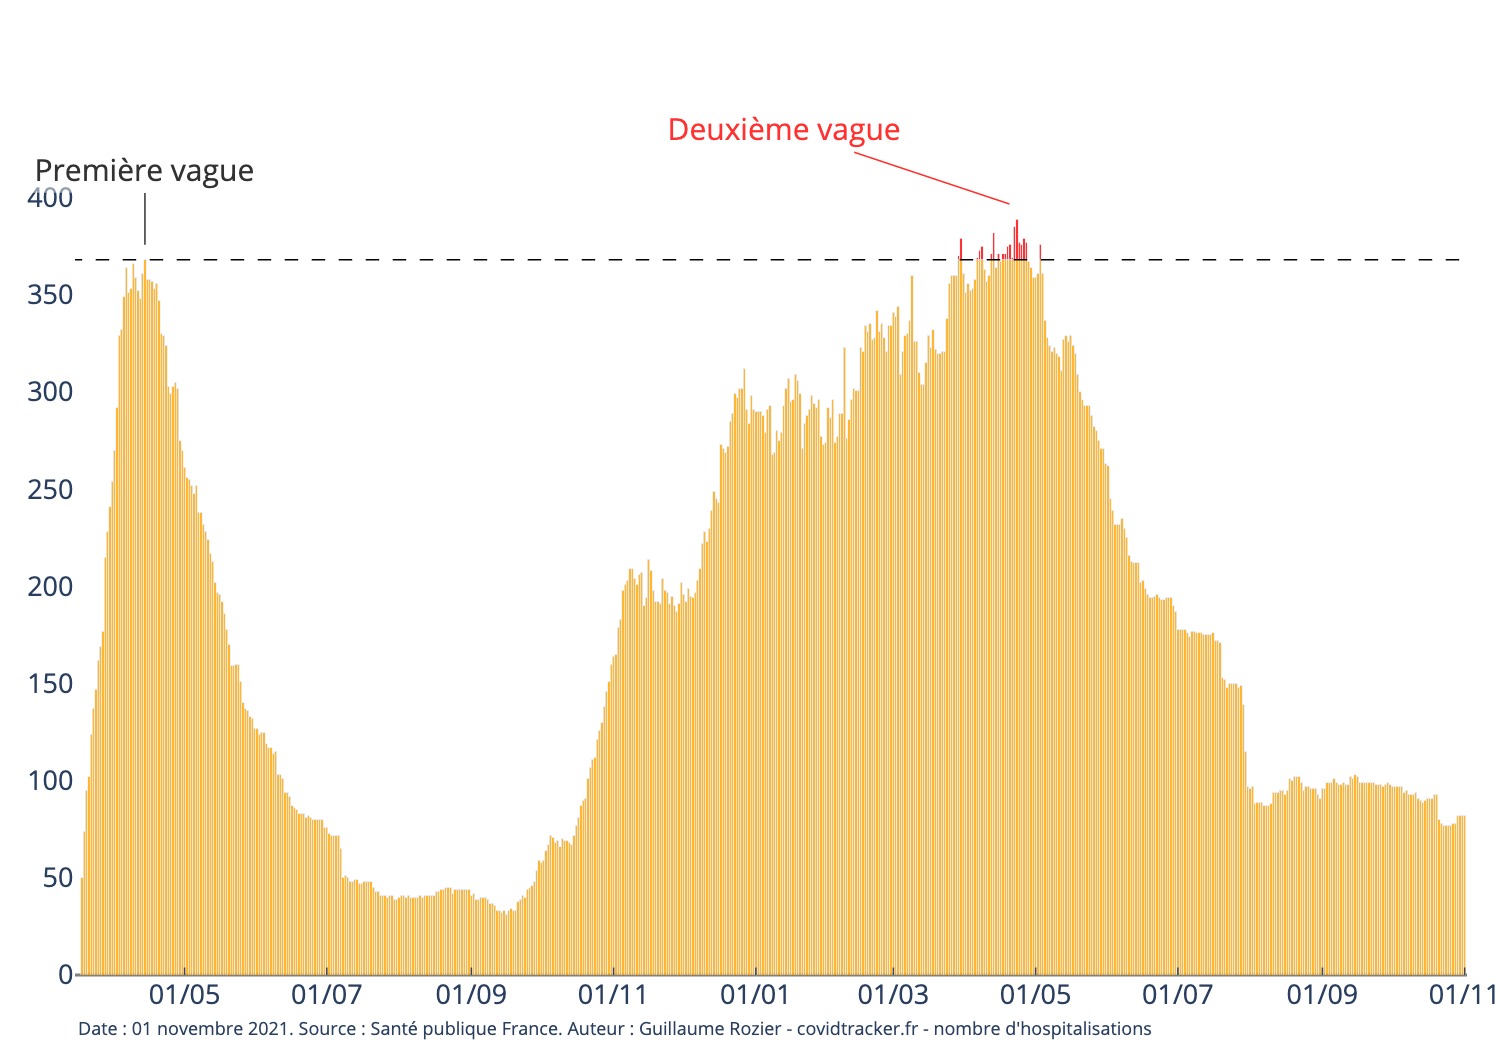 Deuxième vague
Première vague
400
350
300
250
200
150
100
50
0
01/05 01/07 01/09 01/11 01/01 01/03 01/05 01/07 01/09 01/11
Date : 01 novembre 2021. Source : Santé publique France. Auteur : Guillaume Rozier - covidtracker.fr - nombre d'hospitalisations